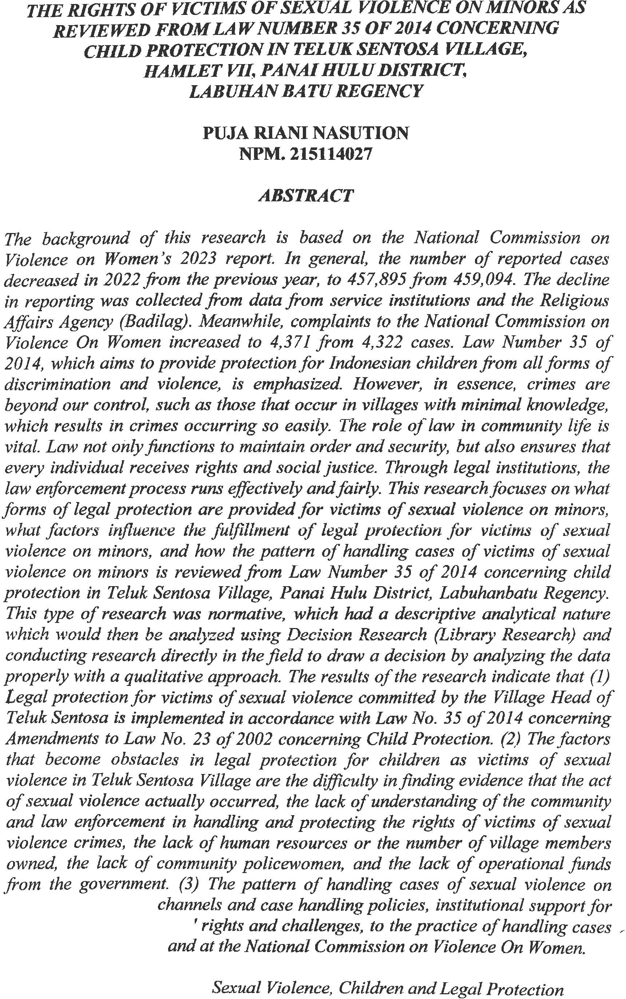 THE RIGHTS OF VICTIMS OF SEXUAL VIOLENCE ON MINORS AS
REVIEWED FROM LAW NUMBER 35 OF 2014 CONCERNING
CHILD PROTECTION IN TELUK SENTOSA VILLAGE,
HAMLET VII, PANAI HULU DISTRICT,
LABUHAN BATU REGENCY
PUJA RIANI NASUTION
NPM. 215114027
ABSTRACT
The background of this research is based on the National Commission on
Violence on Women's 2023 report. In general, the number of reported cases
decreased in 2022 from the previous year, to 457,895 from 459,094. The decline
in reporting was collected from data from service institutions and the Religious
Affairs Agency (Badilag). Meanwhile, complaints to the National Commission on
Violence On Women increased to 4,371 from 4,322 cases. Law Number 35 of
2014, which aims to provide protection for Indonesian children from all forms of
discrimination and violence, is emphasized. However, in essence, crimes are
beyond our control, such as those that occur in villages with minimal knowledge,
which results in crimes occurring so easily. The role of law in community life is
vital. Law not only functions to maintain order and security, but also ensures that
every individual receives rights and social justice. Through legal institutions, the
law enforcement process runs effectively and fairly. This research focuses on what
forms of legal protection are provided for victims of sexual violence on minors,
what factors influence the fulfillment of legal protection for victims of sexual
violence on minors, and how the pattern of handling cases of victims of sexual
violence on minors is reviewed from Law Number 35 of 2014 concerning child
protection in Teluk Sentosa Village, Panai Hulu District, Labuhanbatu Regency.
This type of research was normative, which had a descriptive analytical nature
which would then be analyzed using Decision Research (Library Research) and
conducting research directly in the field to draw a decision by analyzing the data
properly with a qualitative approach. The results of the research indicate that (1)
Legal protection for victims of sexual violence committed by the Village Head of
Teluk Sentosa is implemented in accordance with Law No. 35 of 2014 concerning
Amendments to Law No. 23 of 2002 concerning Child Protection. (2) The factors
that become obstacles in legal protection for children as victims of sexual
violence in Teluk Sentosa Village are the difficulty in finding evidence that the act
of sexual violence actually occurred, the lack of understanding of the community
and law enforcement in handling and protecting the rights of victims of sexual
violence crimes, the lack of human resources or the number of village members
owned, the lack of community policewomen, and the lack of operational funds
from the government. (3) The pattern of handling cases of sexual violence on
channels and case handling policies, institutional support for
' rights and challenges, to the practice of handling cases
and at the National Commission on Violence On Women.
Sexual Violence, Children and Legal Protection